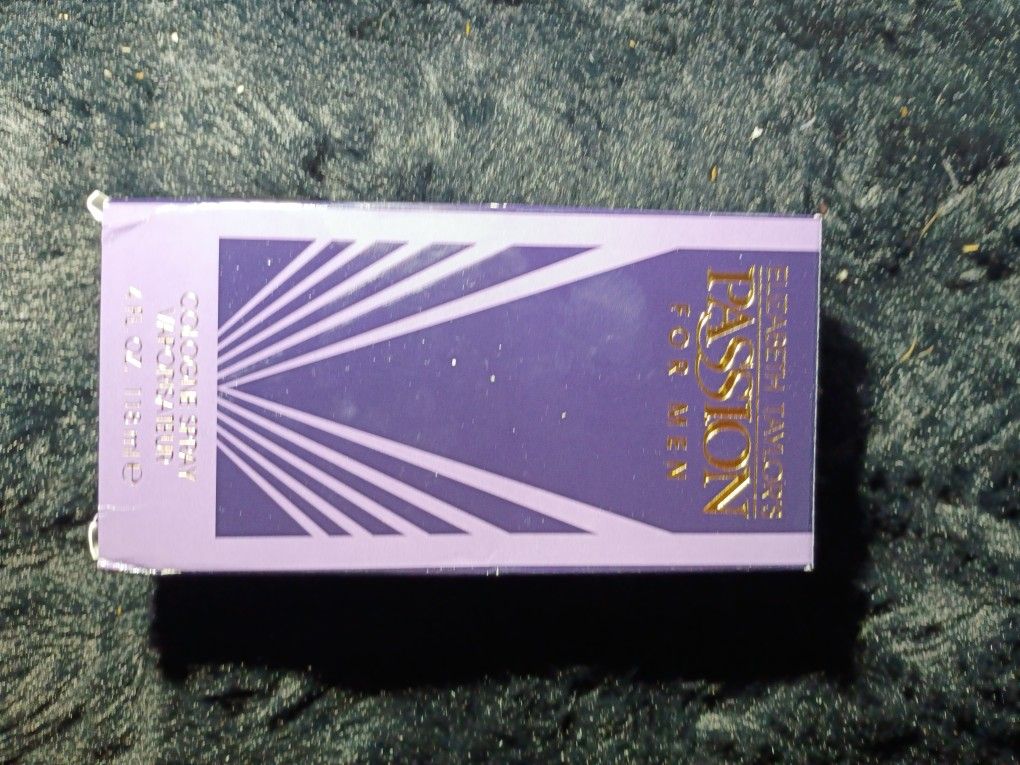 ELIZABETH TAYLOR'S
PASSION
FOR MEN
COLOGNE SPRAY
VAPORISATEUR
4 FL. OZ. 118 ml e